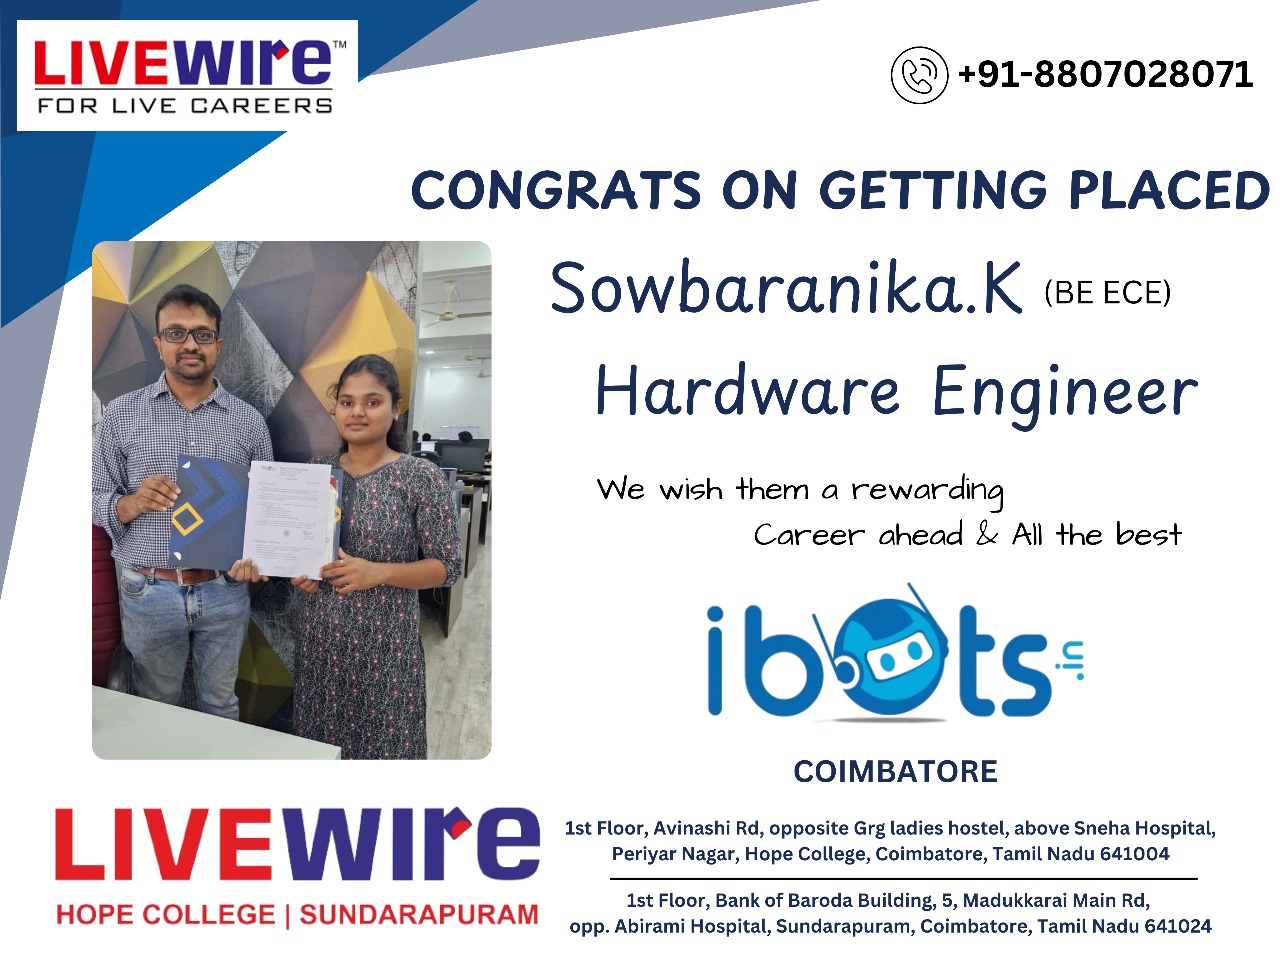 LIVEWIRE™
FOR LIVE CAREERS
+91-8807028071
CONGRATS ON GETTING PLACED
Sowbaranika.K (BE ECE)
Hardware Engineer
We wish them a rewarding
Career ahead & All the best
ibots.in
COIMBATORE
LIVEWIRE
HOPE COLLEGE | SUNDARAPURAM
1st Floor, Avinashi Rd, opposite Grg ladies hostel, above Sneha Hospital,
Periyar Nagar, Hope College, Coimbatore, Tamil Nadu 641004
1st Floor, Bank of Baroda Building, 5, Madukkarai Main Rd,
opp. Abirami Hospital, Sundarapuram, Coimbatore, Tamil Nadu 641024